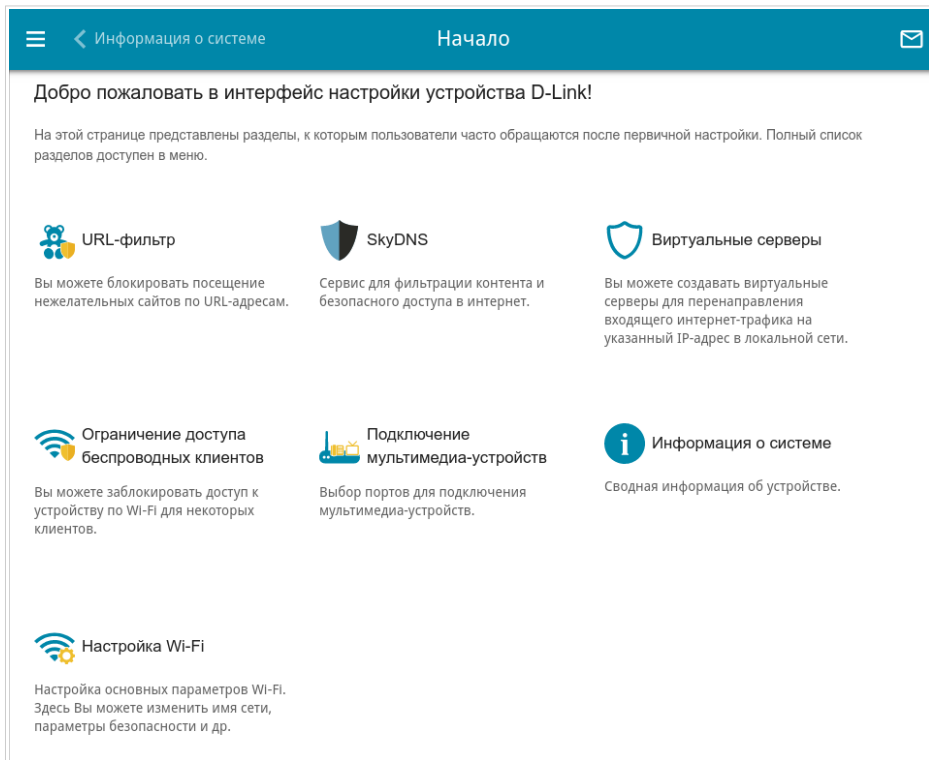 Информация о системе
Начало
Добро пожаловать в интерфейс настройки устройства D-Link!
На этой странице представлены разделы, к которым пользователи часто обращаются после первичной настройки. Полный список
разделов доступен в меню.
URL-фильтр
Вы можете блокировать посещение
нежелательных сайтов по URL-адресам.
SkyDNS
Сервис для фильтрации контента и
безопасного доступа в интернет.
Виртуальные серверы
Вы можете создавать виртуальные
серверы для перенаправления
входящего интернет-трафика на
указанный IP-адрес в локальной сети.
Ограничение доступа
беспроводных клиентов
Вы можете заблокировать доступ к
устройству по Wi-Fi для некоторых
клиентов.
Подключение
мультимедиа-устройств
Выбор портов для подключения
мультимедиа-устройств.
Информация о системе
Сводная информация об устройстве.
Настройка Wi-Fi
Настройка основных параметров Wi-Fi.
Здесь Вы можете изменить имя сети,
параметры безопасности и др.